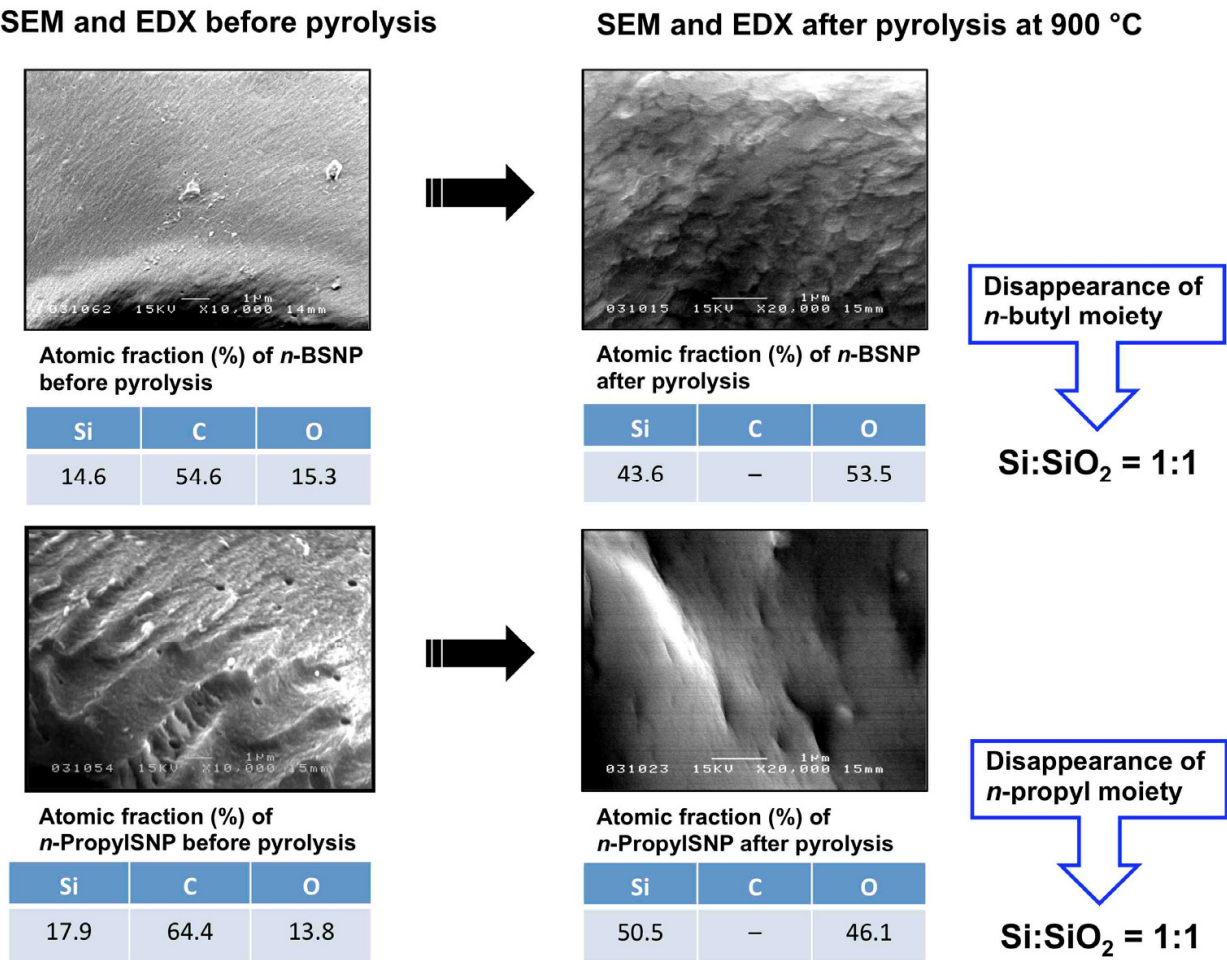 SEM and EDX before pyrolysis
SEM and EDX after pyrolysis at 900 °C
031062 15KV X10,000 1µm 14mm
031015 15KV X20,000 1µm 15mm
Atomic fraction (%) of n-BSNP
before pyrolysis
Si C O
14.6 54.6 15.3
Atomic fraction (%) of n-BSNP
after pyrolysis
Si C O
43.6 – 53.5
Disappearance of
n-butyl moiety
Si:SiO₂ = 1:1
031054 15KV X10,000 1µm 15mm
031023 15KV X20,000 1µm 15mm
Atomic fraction (%) of
n-PropylSNP before pyrolysis
Si C O
17.9 64.4 13.8
Atomic fraction (%) of
n-PropylSNP after pyrolysis
Si C O
50.5 – 46.1
Disappearance of
n-propyl moiety
Si:SiO₂ = 1:1